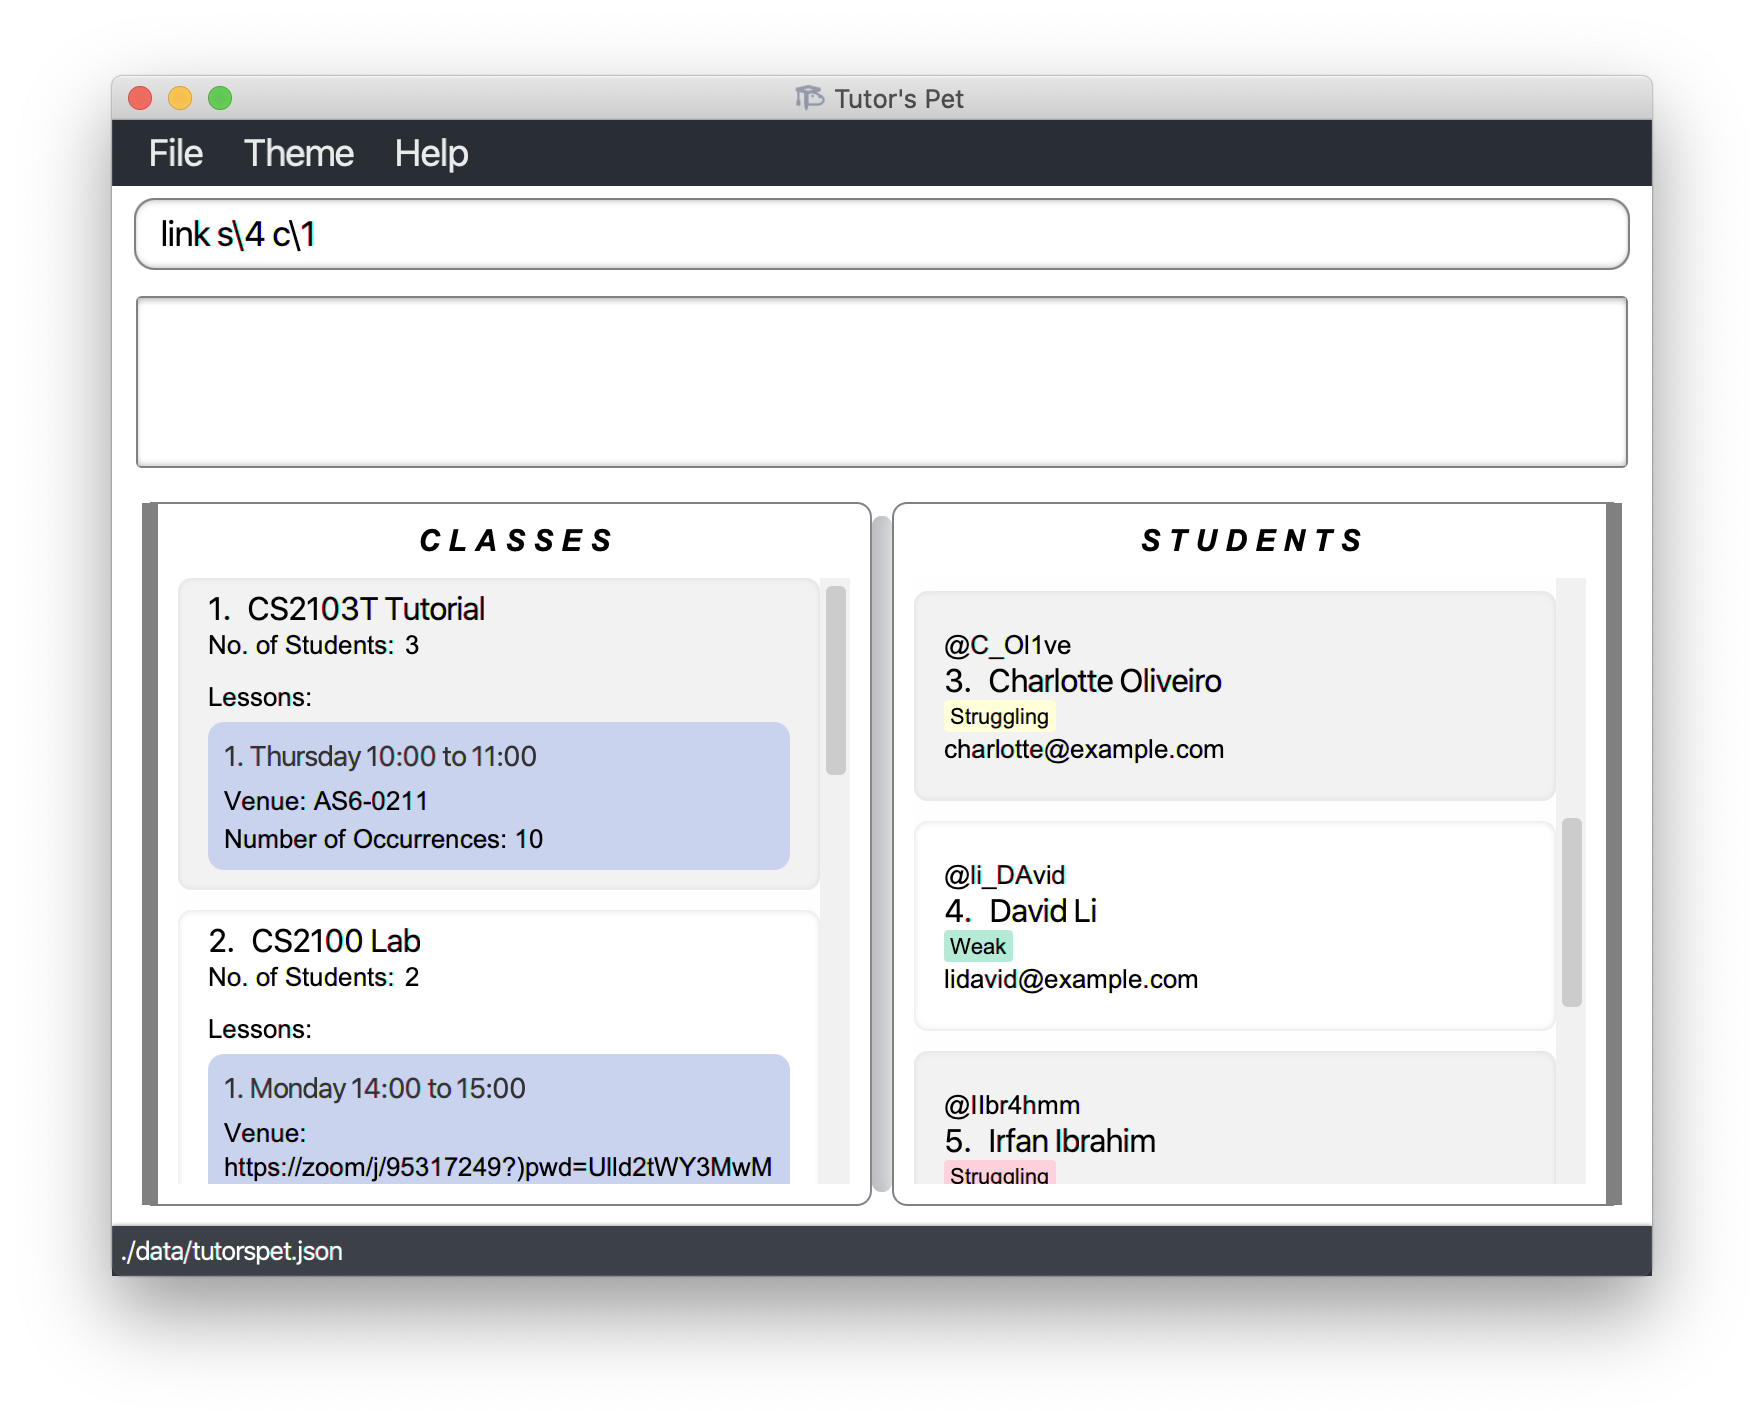 Tutor's Pet
File Theme Help
link s\4 c\1
CLASSES
1. CS2103T Tutorial
No. of Students: 3
Lessons:
1. Thursday 10:00 to 11:00
Venue: AS6-0211
Number of Occurrences: 10
2. CS2100 Lab
No. of Students: 2
Lessons:
1. Monday 14:00 to 15:00
Venue:
https://zoom/j/95317249?)pwd=Ulld2tWY3MwM
STUDENTS
@C_Ol1ve
3. Charlotte Oliveiro
Struggling
charlotte@example.com
@li_DAvid
4. David Li
Weak
lidavid@example.com
@IIbr4hmm
5. Irfan Ibrahim
Struggling
./data/tutorspet.json